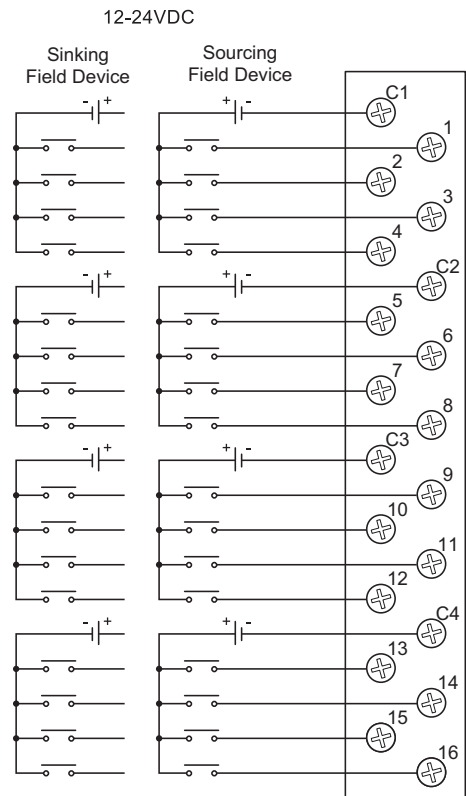 12-24VDC
Sinking
Field Device
Sourcing
Field Device
- +
+ -
C1
1
2
3
4
- +
+ -
C2
5
6
7
8
- +
+ -
C3
9
10
11
12
- +
+ -
C4
13
14
15
16